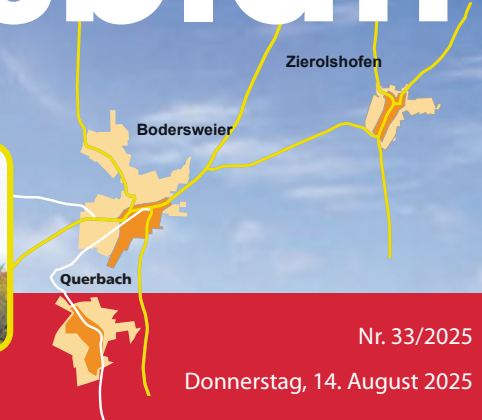 Zierolshofen
Bodersweier
Querbach
Nr. 33/2025
Donnerstag, 14. August 2025